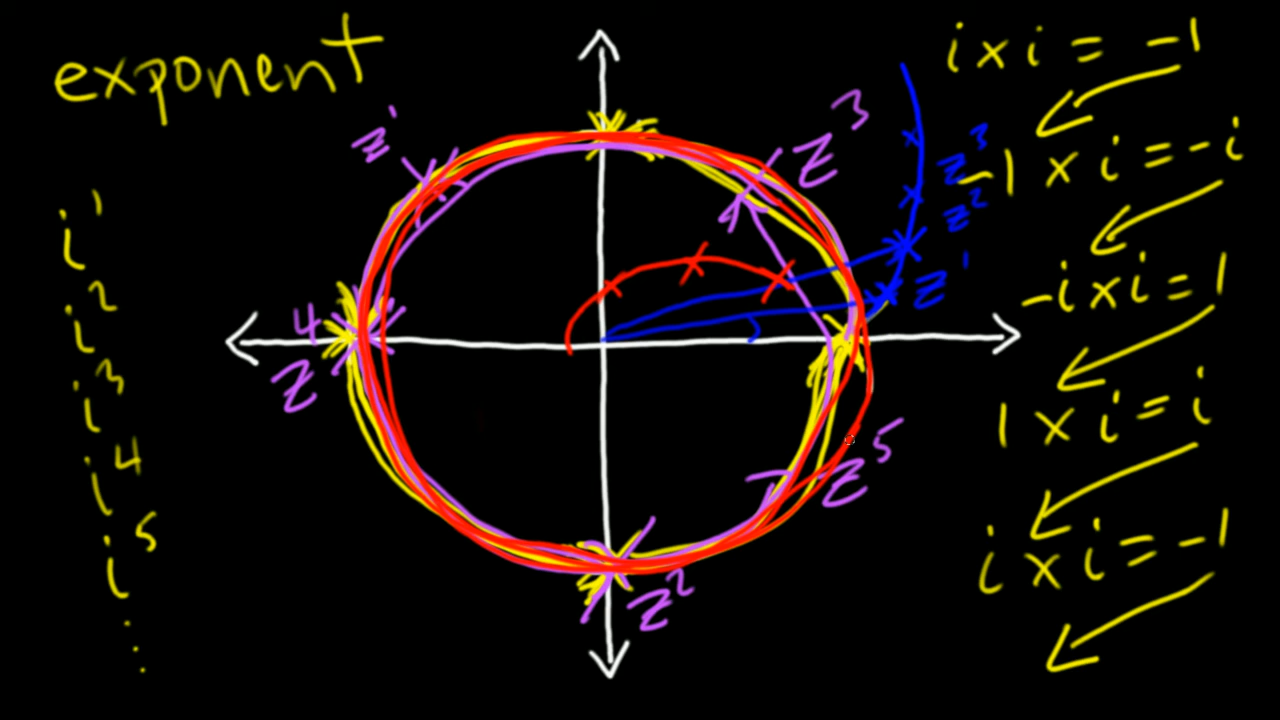 exponent
i¹
i²
i³
i⁴
i⁵
...
z¹
z³
z⁴
z²
z⁵
z³
z²
z¹
i × i = -1
-1 × i = -i
-i × i = 1
1 × i = i
i × i = -1